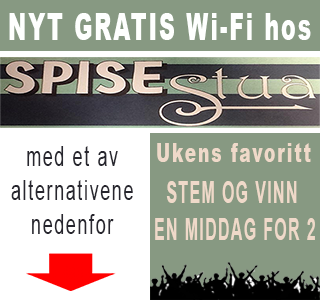 NYT GRATIS Wi-Fi hos
SPISEStua
med et av
alternativene
nedenfor
Ukens favoritt
STEM OG VINN
EN MIDDAG FOR 2